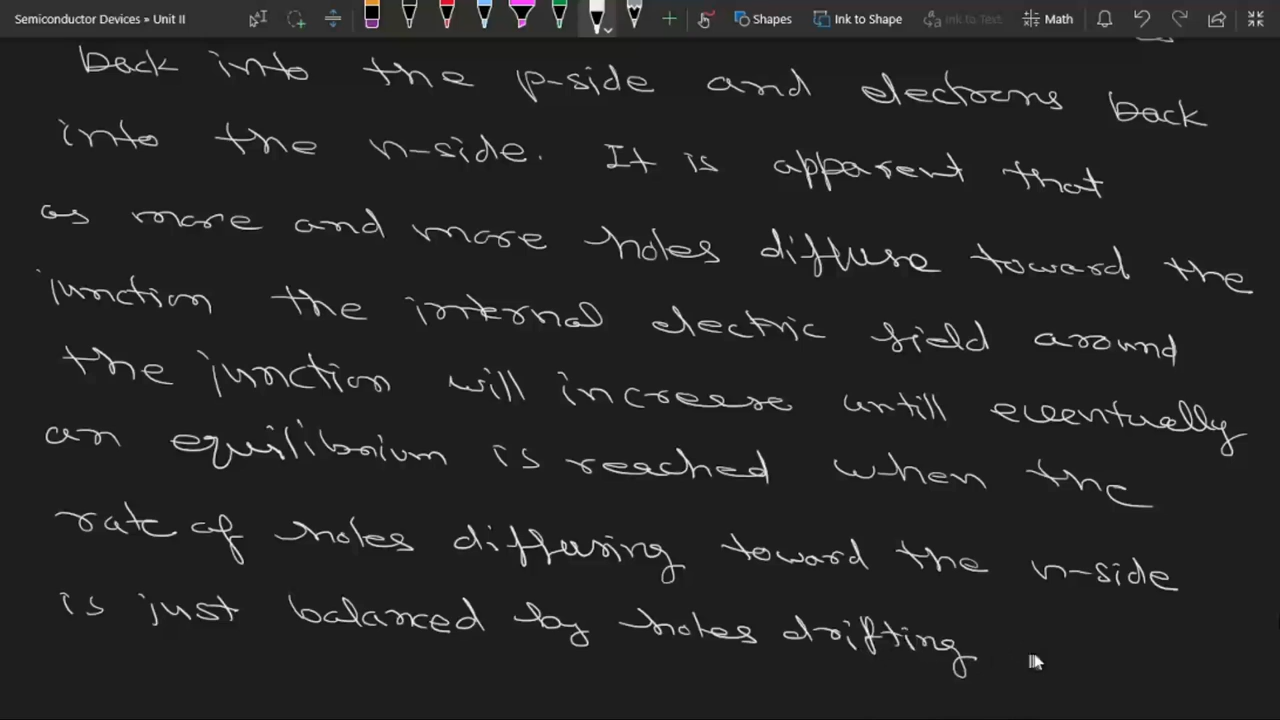 Semiconductor Devices » Unit II
Shapes
Ink to Shape
Ink to Text
Math
back into the p-side and electrons back
into the n-side. It is apparent that
as more and more holes diffuse toward the
junction the internal electric field around
the junction will increase untill eventually
an equilibrium is reached when the
rate of holes diffusing toward the n-side
is just balanced by holes drifting